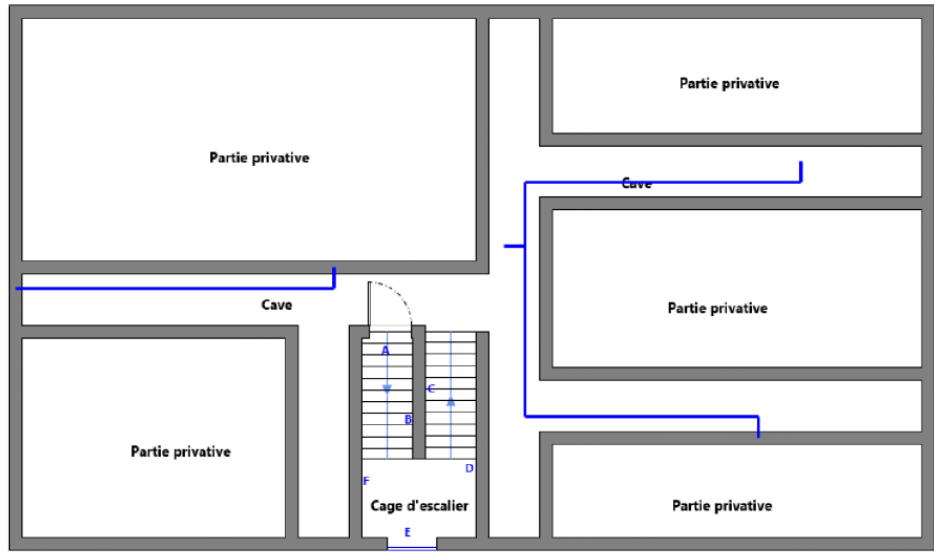 Partie privative
Partie privative
Cave
Cave
Partie privative
A
C
B
Partie privative
D
F
Cage d'escalier
Partie privative
E